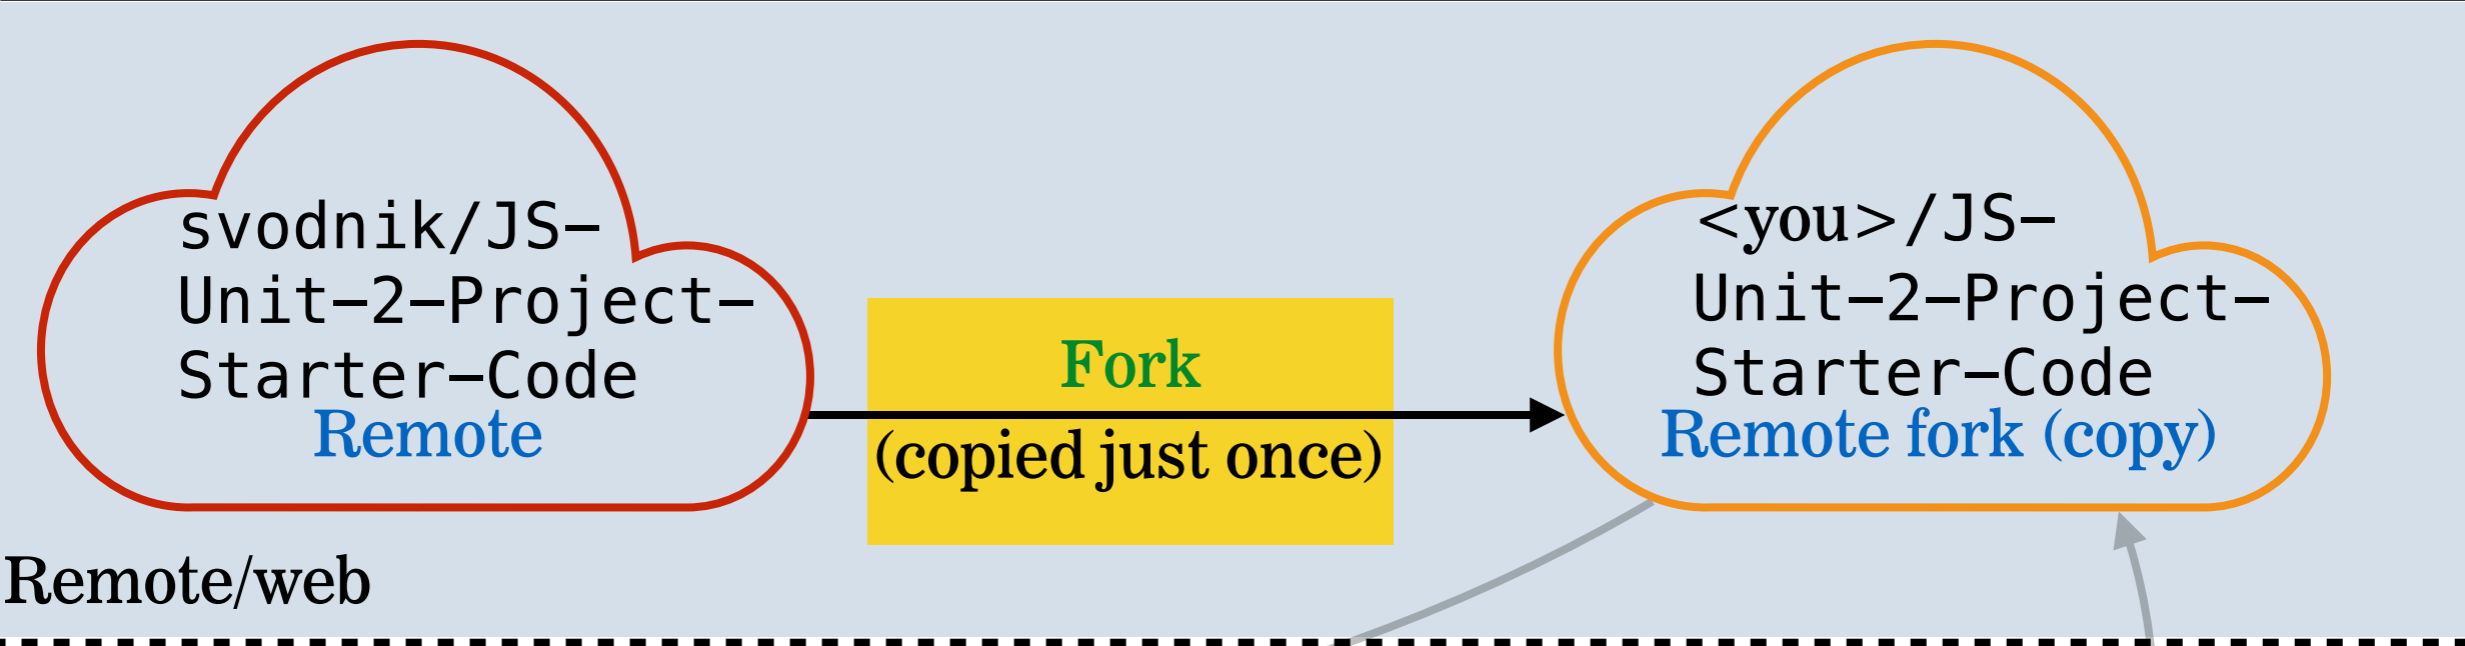 svodnik/JS-
Unit-2-Project-
Starter-Code
Remote
Fork
(copied just once)
<you>/JS-
Unit-2-Project-
Starter-Code
Remote fork (copy)
Remote/web